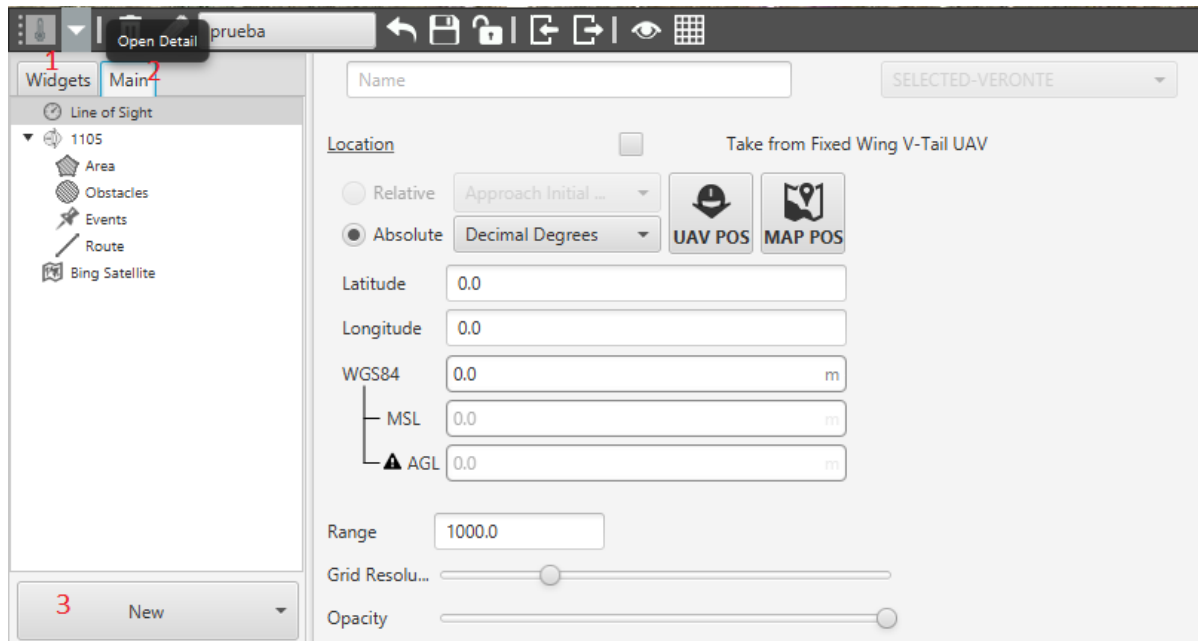 prueba
Open Detail
1
2
Widgets
Main
Name
SELECTED-VERONTE
Line of Sight
1105
Area
Obstacles
Events
Route
Bing Satellite
Location
Take from Fixed Wing V-Tail UAV
Relative
Approach Initial ...
Absolute
Decimal Degrees
UAV POS
MAP POS
Latitude
0.0
Longitude
0.0
WGS84
0.0
m
MSL
0.0
m
AGL
0.0
m
Range
1000.0
Grid Resolu...
3
New
Opacity